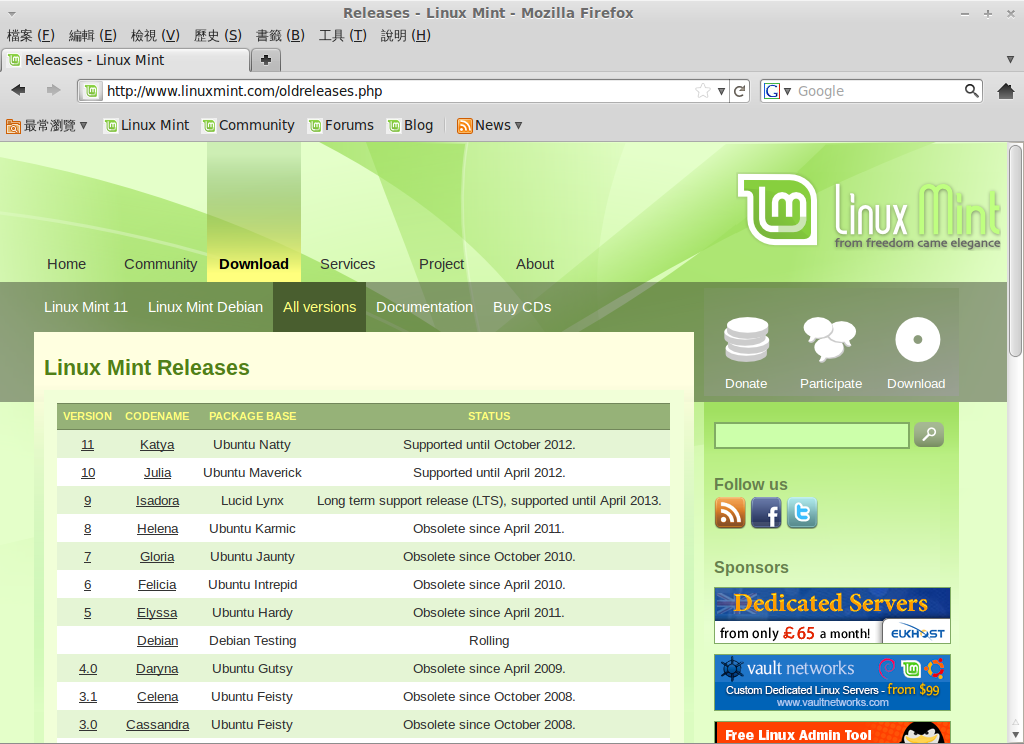 Releases - Linux Mint - Mozilla Firefox
檔案 (F) 編輯 (E) 檢視 (V) 歷史 (S) 書籤 (B) 工具 (T) 說明 (H)
Releases - Linux Mint
http://www.linuxmint.com/oldreleases.php
Google
最常瀏覽 Linux Mint Community Forums Blog News
Linux Mint
from freedom came elegance
Home Community Download Services Project About
Linux Mint 11 Linux Mint Debian All versions Documentation Buy CDs
Donate Participate Download
Linux Mint Releases
VERSION CODENAME PACKAGE BASE STATUS
11 Katya Ubuntu Natty Supported until October 2012.
10 Julia Ubuntu Maverick Supported until April 2012.
9 Isadora Lucid Lynx Long term support release (LTS), supported until April 2013.
8 Helena Ubuntu Karmic Obsolete since April 2011.
7 Gloria Ubuntu Jaunty Obsolete since October 2010.
6 Felicia Ubuntu Intrepid Obsolete since April 2010.
5 Elyssa Ubuntu Hardy Obsolete since April 2011.
Debian Debian Testing Rolling
4.0 Daryna Ubuntu Gutsy Obsolete since April 2009.
3.1 Celena Ubuntu Feisty Obsolete since October 2008.
3.0 Cassandra Ubuntu Feisty Obsolete since October 2008.
Follow us
Sponsors
Dedicated Servers
from only £65 a month! EUKHOST
vault networks
Custom Dedicated Linux Servers - from $99
www.vaultnetworks.com
Free Linux Admin Tool